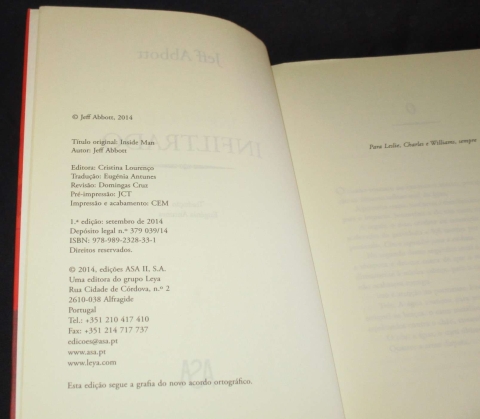 © Jeff Abbott, 2014
Título original: Inside Man
Autor: Jeff Abbott
Editora: Cristina Lourenço
Tradução: Eugénia Antunes
Revisão: Domingas Cruz
Pré-impressão: JCT
Impressão e acabamento: CEM
1.ª edição: setembro de 2014
Depósito legal n.º 379 039/14
ISBN: 978-989-2328-33-1
Direitos reservados.
© 2014, edições ASA II, S.A.
Uma editora do grupo Leya
Rua Cidade de Córdova, n.º 2
2610-038 Alfragide
Portugal
Tel.: +351 210 417 410
Fax: +351 214 717 737
edicoes@asa.pt
www.asa.pt
www.leya.com
Esta edição segue a grafia do novo acordo ortográfico.
Para Leslie, Charles e William, sempre
Jeff Abbott
INFILTRADO
ASA